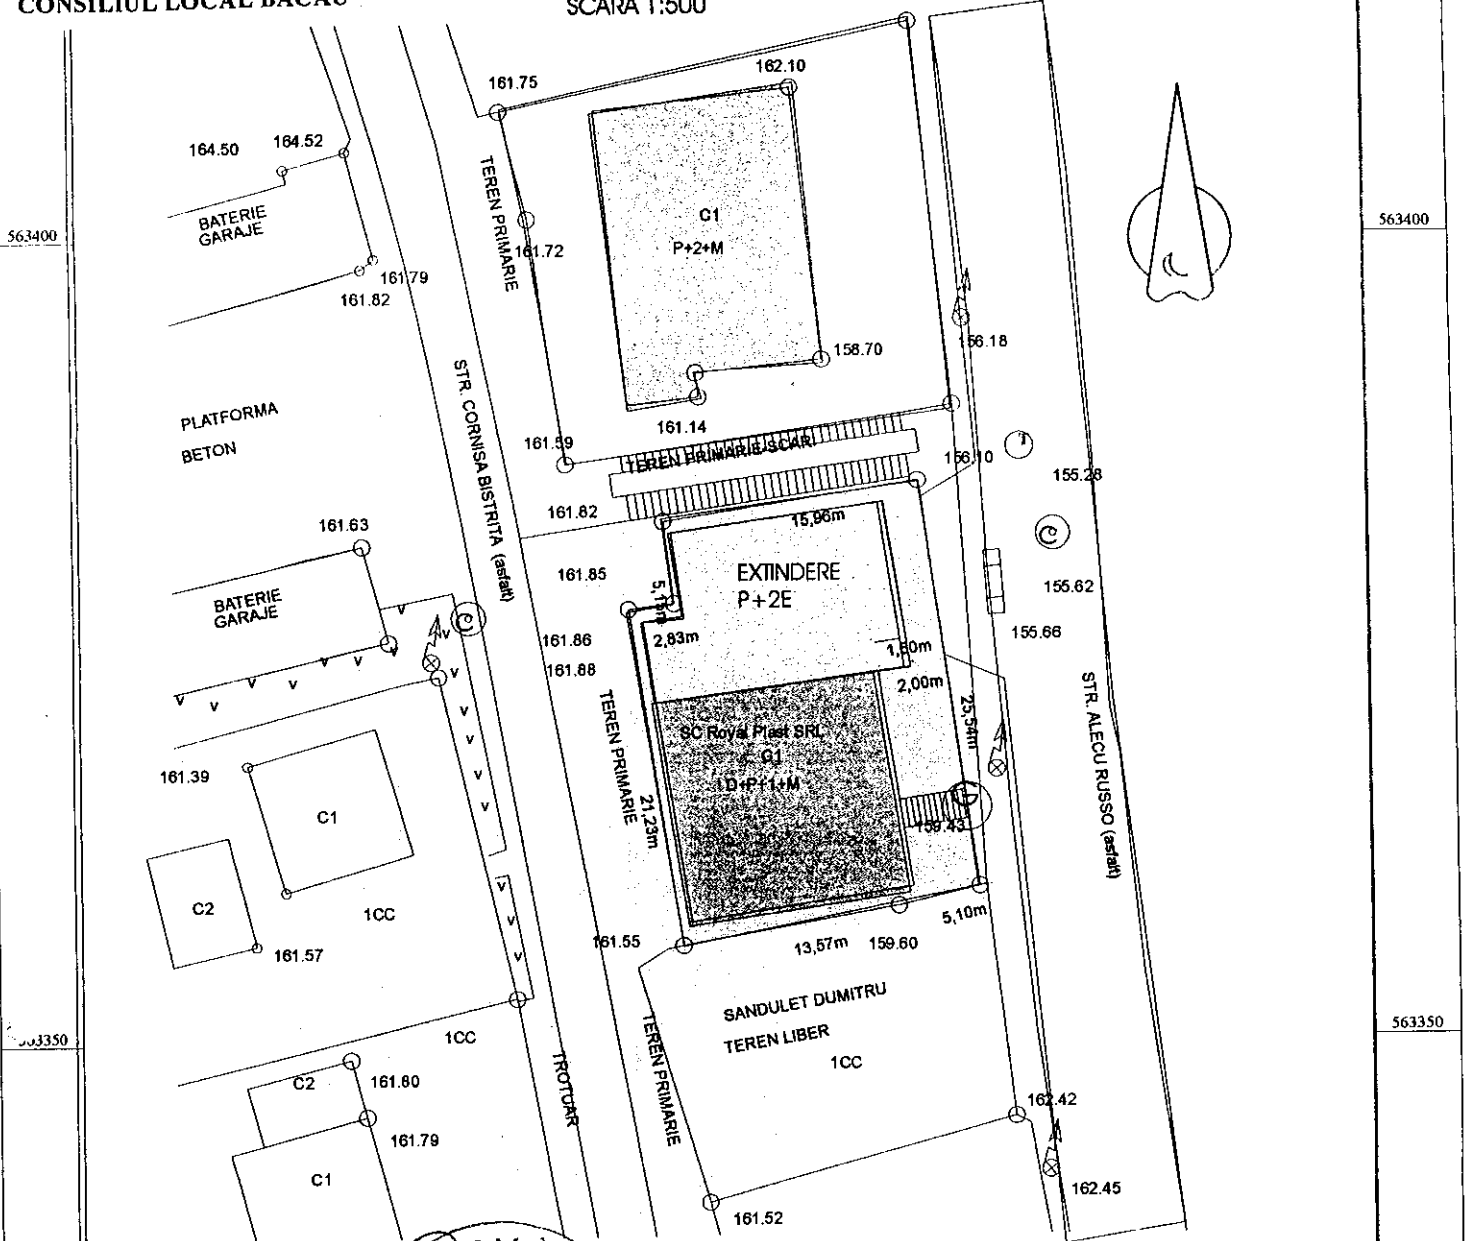 CONSILIUL LOCAL BACAU
SCARA 1:500
161.75
162.10
164.50
164.52
TEREN PRIMARIE
BATERIE
GARAJE
C1
P+2+M
563400
563400
161.72
161.79
161.82
156.18
158.70
STR. CORNISA BISTRITA (asfalt)
PLATFORMA
BETON
161.14
161.59
TEREN PRIMARIE-SCARI
156.10
155.28
161.82
15,96m
161.63
161.85
EXTINDERE
P+2E
5,15m
155.62
BATERIE
GARAJE
155.66
161.86
2,83m
1,60m
161.88
2,00m
TEREN PRIMARIE
25,54m
STR. ALECU RUSSO (asfalt)
SC Royal Plast SRL
D+P+1+M
161.39
21,23m
C1
159.43
C2
1CC
5,10m
161.55
13,57m
159.60
161.57
SANDULET DUMITRU
TEREN LIBER
1CC
563350
1CC
TEREN PRIMARIE
TROTUAR
C2
161.80
162.42
161.79
C1
162.45
161.52